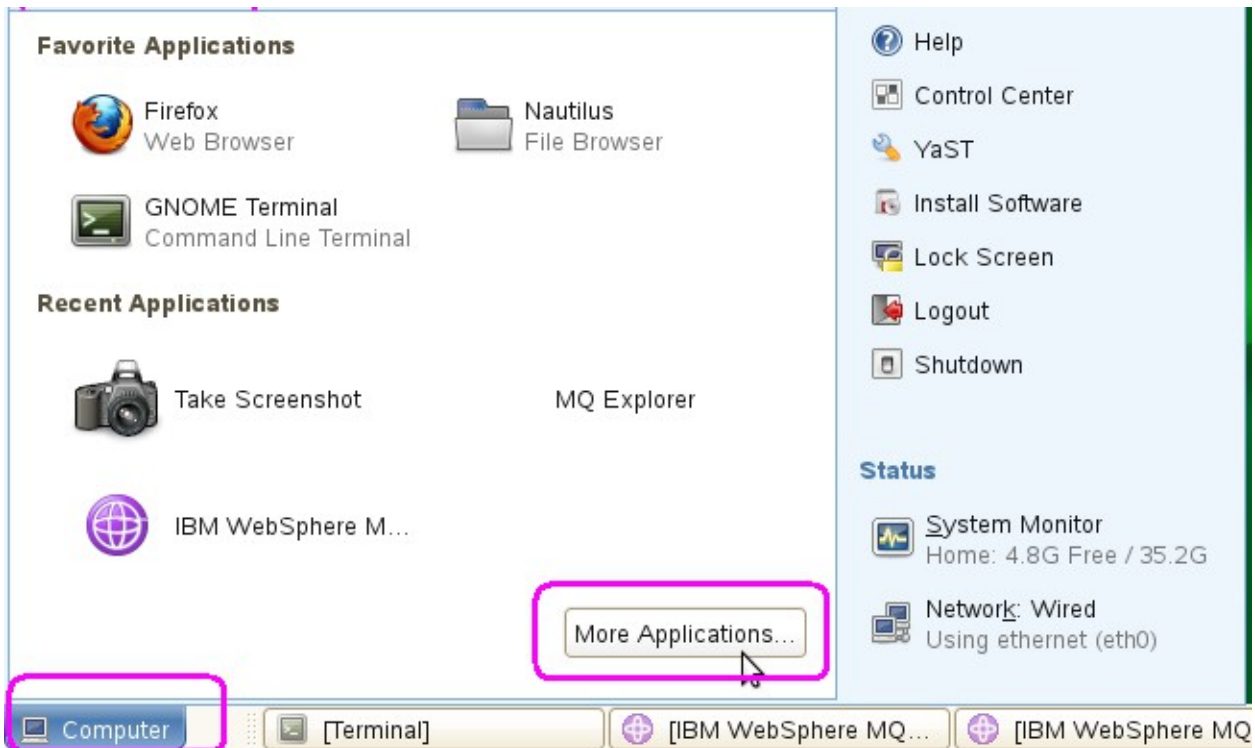 Favorite Applications
Firefox
Web Browser
Nautilus
File Browser
GNOME Terminal
Command Line Terminal
Recent Applications
Take Screenshot
MQ Explorer
IBM WebSphere M...
More Applications...
Help
Control Center
YaST
Install Software
Lock Screen
Logout
Shutdown
Status
System Monitor
Home: 4.8G Free / 35.2G
Network: Wired
Using ethernet (eth0)
Computer
[Terminal]
[IBM WebSphere MQ...
[IBM WebSphere MQ